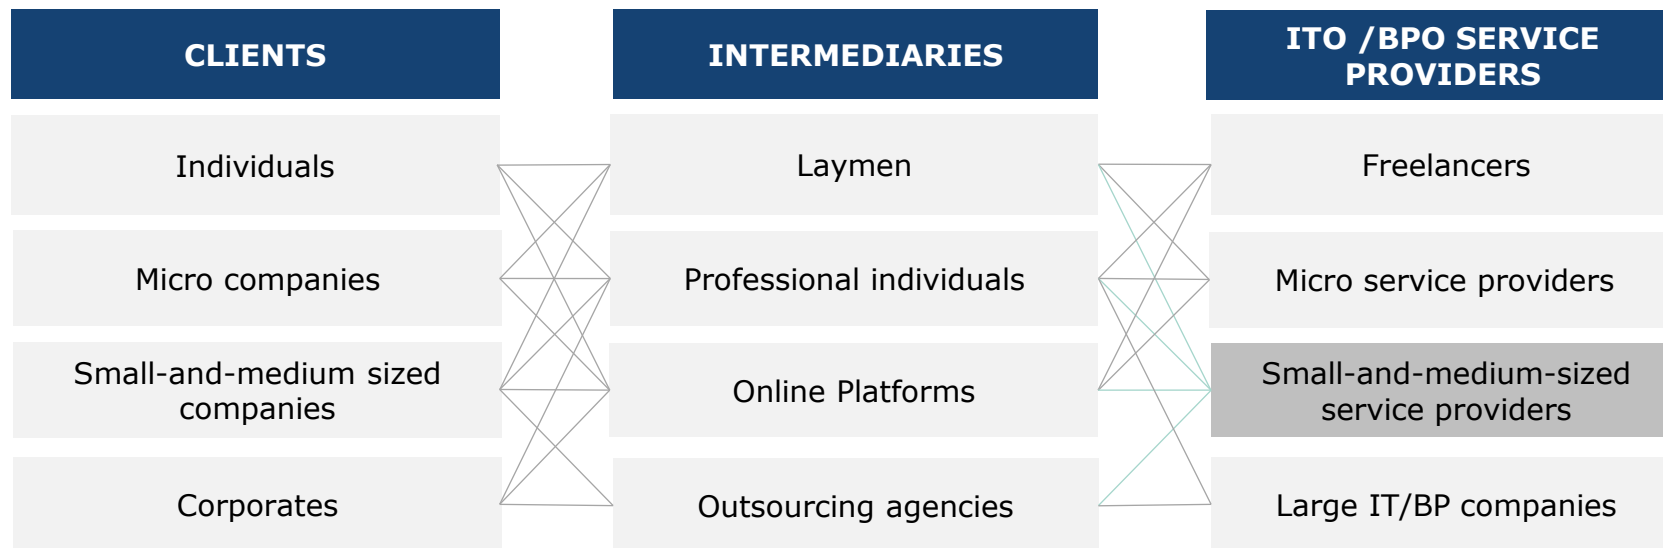 CLIENTS
INTERMEDIARIES
ITO /BPO SERVICE
PROVIDERS
Individuals
Laymen
Freelancers
Micro companies
Professional individuals
Micro service providers
Small-and-medium sized
companies
Online Platforms
Small-and-medium-sized
service providers
Corporates
Outsourcing agencies
Large IT/BP companies